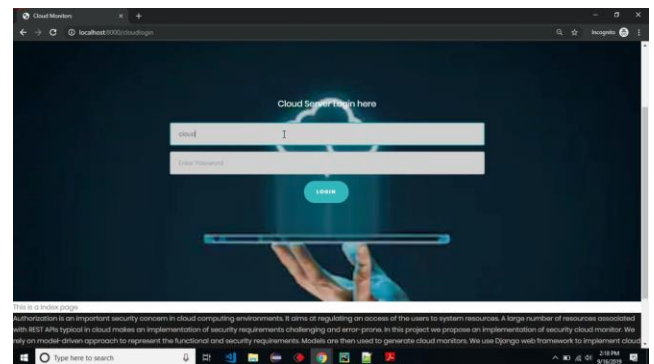 Cloud Monitors
localhost:8000/cloudlogin
Incognito
Cloud Server Login here
cloud
Enter Password
LOGIN
This is a Index page
Authorization is an important security concern in cloud computing environments. It aims at regulating an access of the users to system resources. A large number of resources associated
with REST APIs typical in cloud makes an implementation of security requirements challenging and error-prone. In this project we propose an implementation of security cloud monitor. We
rely on model-driven approach to represent the functional and security requirements. Models are then used to generate cloud monitors. We use Django web framework to implement cloud
Type here to search
2:18 PM
9/16/2019